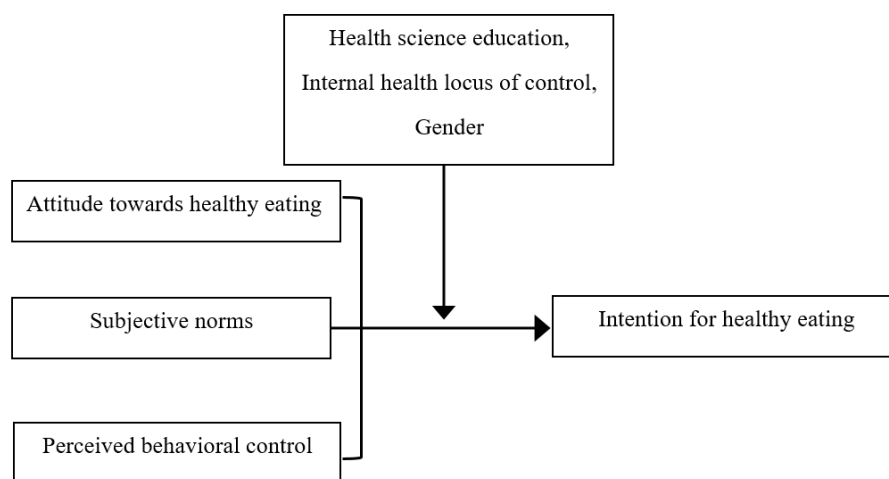 Health science education,
Internal health locus of control,
Gender
Attitude towards healthy eating
Subjective norms
Intention for healthy eating
Perceived behavioral control